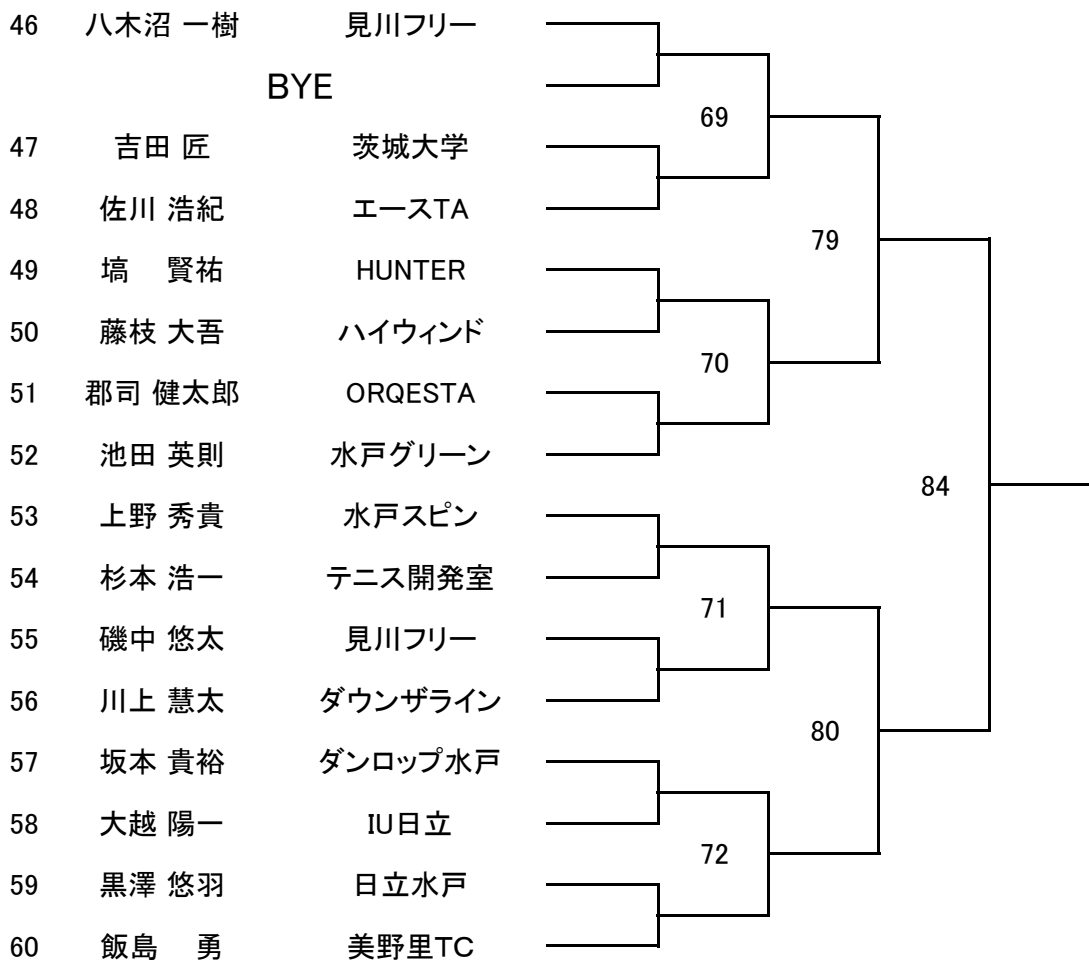 46 八木沼 一樹 見川フリー
BYE
69
47 吉田 匠 茨城大学
48 佐川 浩紀 エースTA
79
49 塙 賢祐 HUNTER
50 藤枝 大吾 ハイウィンド
70
51 郡司 健太郎 ORQESTA
52 池田 英則 水戸グリーン
84
53 上野 秀貴 水戸スピン
54 杉本 浩一 テニス開発室
71
55 磯中 悠太 見川フリー
56 川上 慧太 ダウンザライン
80
57 坂本 貴裕 ダンロップ水戸
58 大越 陽一 IU日立
72
59 黒澤 悠羽 日立水戸
60 飯島 勇 美野里TC